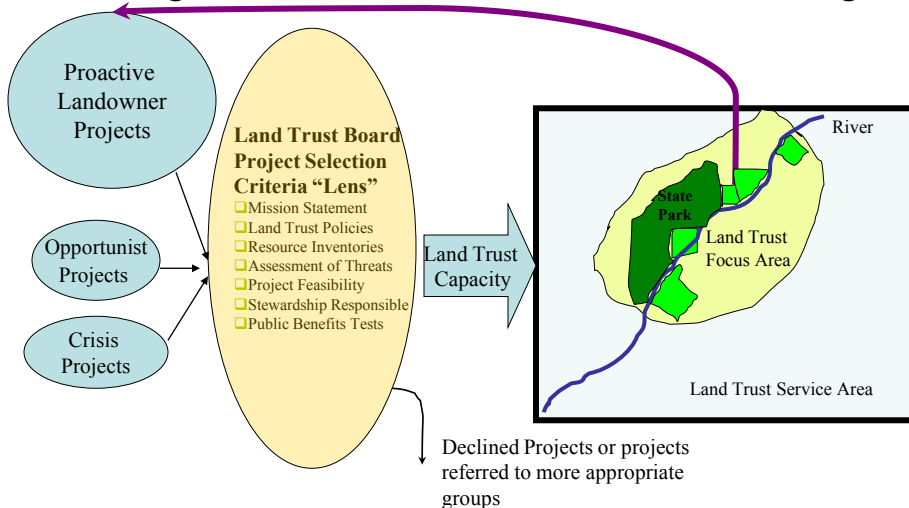 Proactive
Landowner
Projects
Opportunist
Projects
Crisis
Projects
Land Trust Board
Project Selection
Criteria “Lens”
❑Mission Statement
❑Land Trust Policies
❑Resource Inventories
❑Assessment of Threats
❑Project Feasibility
❑Stewardship Responsible
❑Public Benefits Tests
Land Trust
Capacity
River
State
Park
Land Trust
Focus Area
Land Trust Service Area
Declined Projects or projects
referred to more appropriate
groups